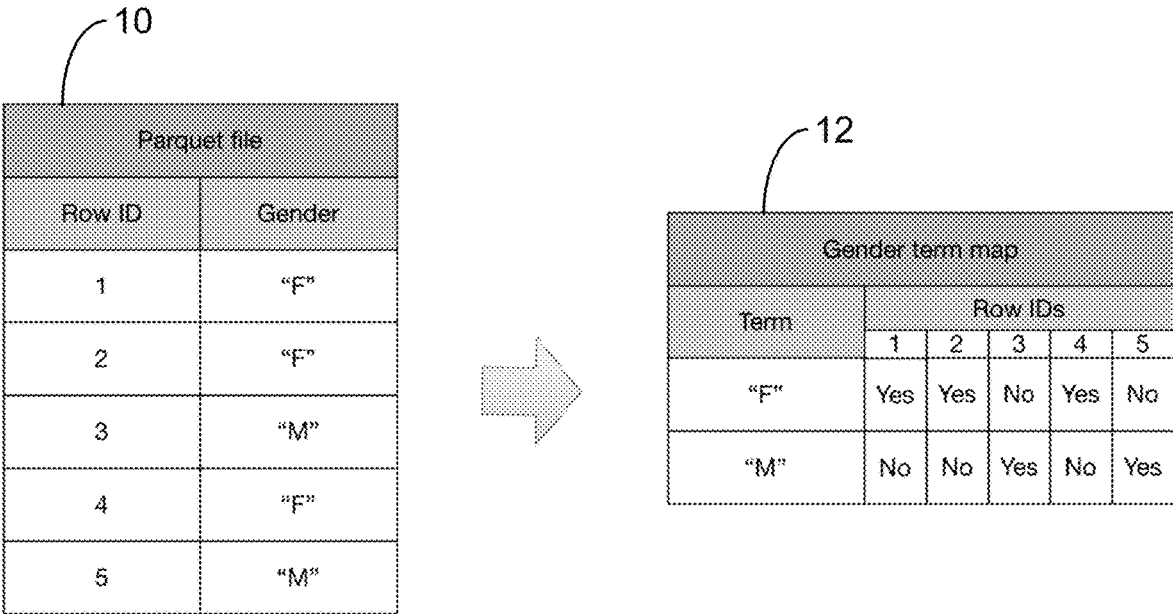 10
Parquet file
Row ID Gender
1 “F”
2 “F”
3 “M”
4 “F”
5 “M”
12
Gender term map
Term Row IDs
1 2 3 4 5
“F” Yes Yes No Yes No
“M” No No Yes No Yes